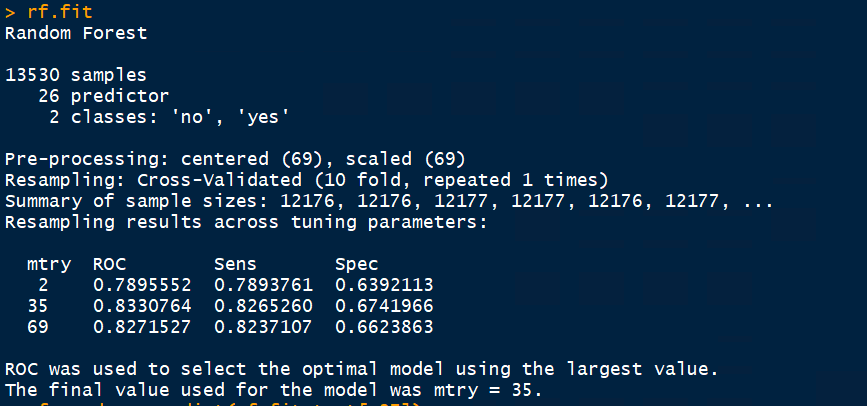 > rf.fit
Random Forest
13530 samples
26 predictor
2 classes: 'no', 'yes'
Pre-processing: centered (69), scaled (69)
Resampling: Cross-Validated (10 fold, repeated 1 times)
Summary of sample sizes: 12176, 12176, 12177, 12177, 12176, 12177, ...
Resampling results across tuning parameters:
mtry ROC Sens Spec
2 0.7895552 0.7893761 0.6392113
35 0.8330764 0.8265260 0.6741966
69 0.8271527 0.8237107 0.6623863
ROC was used to select the optimal model using the largest value.
The final value used for the model was mtry = 35.